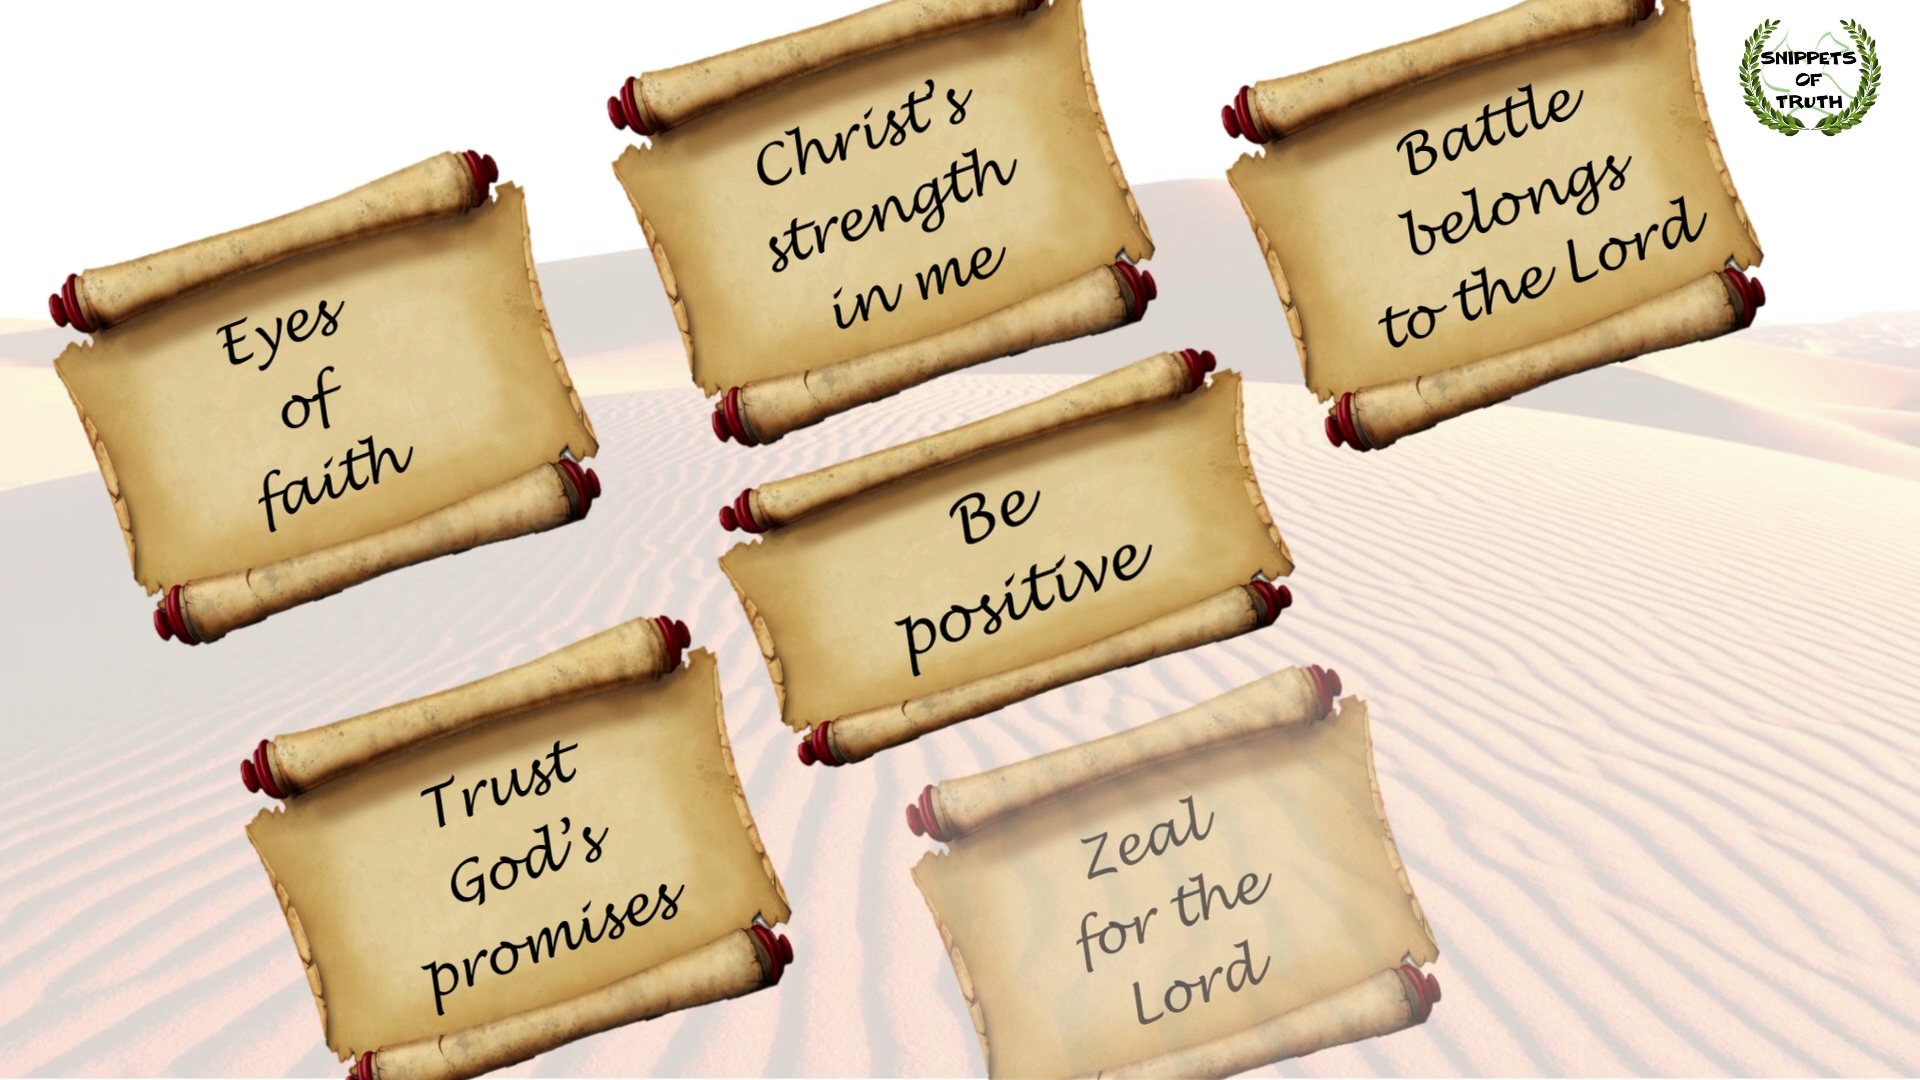 Eyes
of
faith
Christ's
strength
in me
Battle
belongs
to the Lord
SNIPPETS
OF
TRUTH
Be
positive
Trust
God's
promises
Zeal
for the
Lord